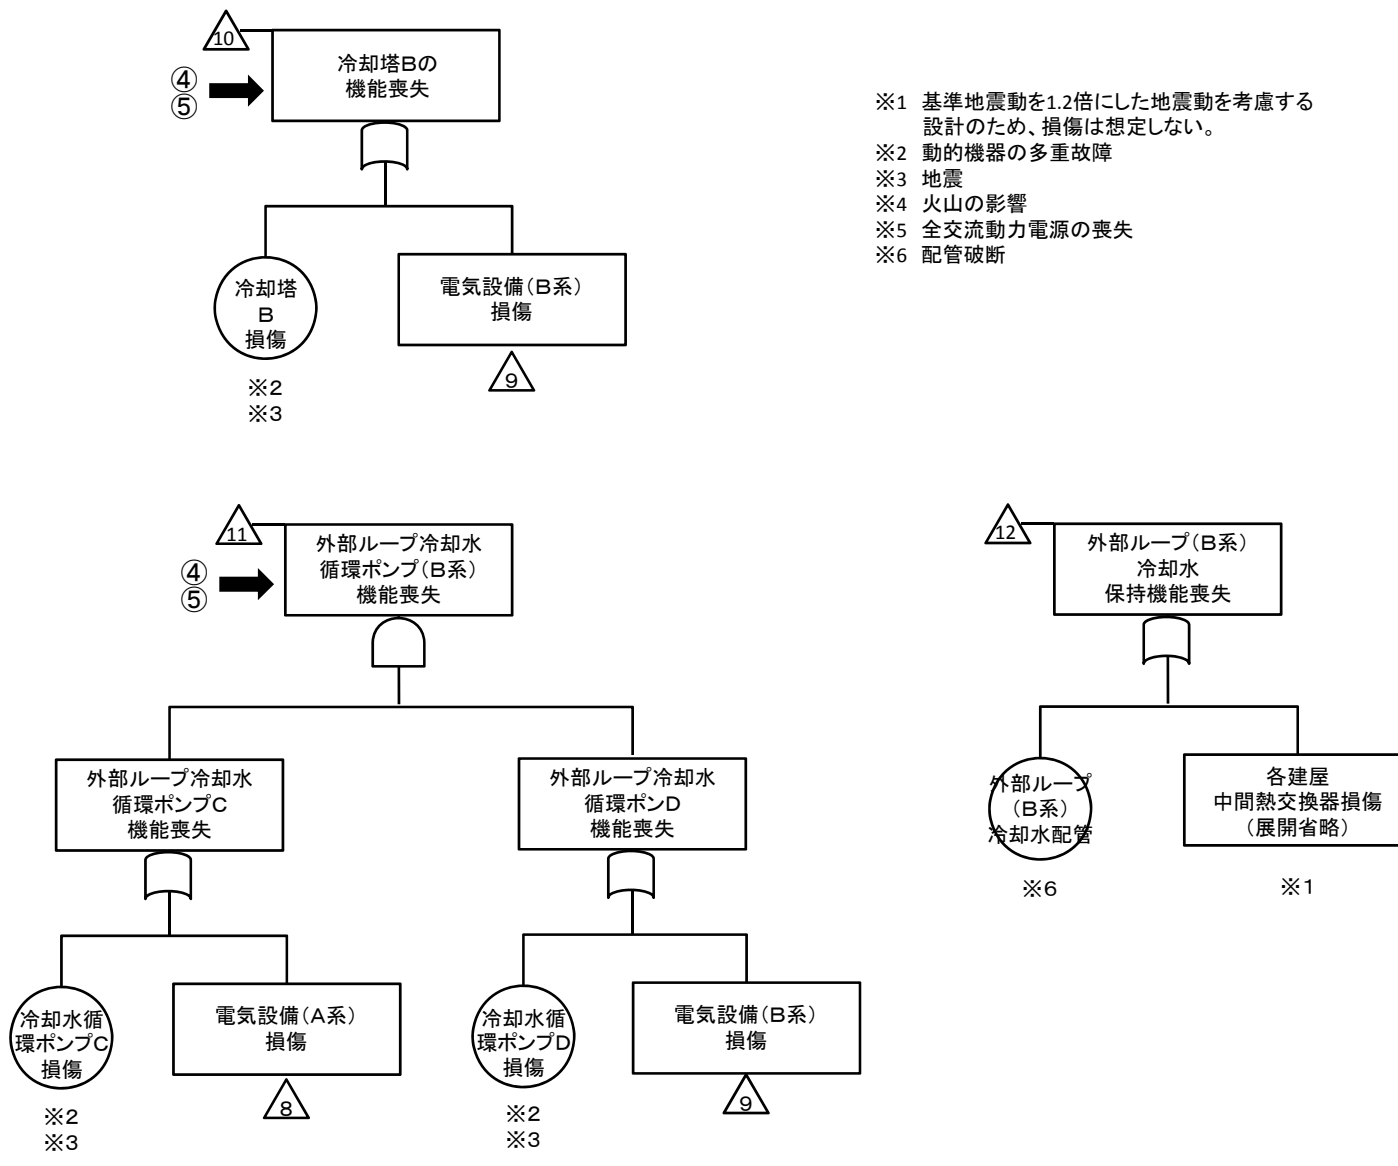 10
冷却塔Bの
機能喪失
④
⑤
※1 基準地震動を1.2倍にした地震動を考慮する
設計のため、損傷は想定しない。
※2 動的機器の多重故障
※3 地震
※4 火山の影響
※5 全交流動力電源の喪失
※6 配管破断
冷却塔
B
損傷
※2
※3
電気設備(B系)
損傷
9
11
外部ループ冷却水
循環ポンプ(B系)
機能喪失
④
⑤
外部ループ冷却水
循環ポンプC
機能喪失
外部ループ冷却水
循環ポンD
機能喪失
冷却水循
環ポンプC
損傷
※2
※3
電気設備(A系)
損傷
8
冷却水循
環ポンプD
損傷
※2
※3
電気設備(B系)
損傷
9
12
外部ループ(B系)
冷却水
保持機能喪失
外部ループ
(B系)
冷却水配管
※6
各建屋
中間熱交換器損傷
(展開省略)
※1